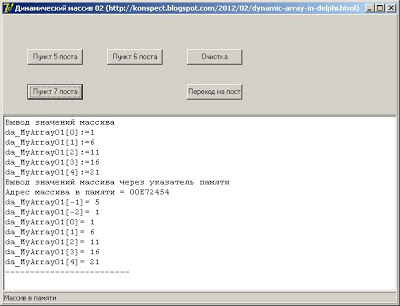 Динамический массив 02 (http://konspect.blogspot.com/2012/02/dynamic-array-in-delphi.html)
Пункт 5 поста
Пункт 6 поста
Очистка
Пункт 7 поста
Переход на пост
Вывод значений массива
da_MyArray01[0]:=1
da_MyArray01[1]:=6
da_MyArray01[2]:=11
da_MyArray01[3]:=16
da_MyArray01[4]:=21
Вывод значений массива через указатель памяти
Адрес массива в памяти = 00E72454
da_MyArray01[-1]= 5
da_MyArray01[-2]= 1
da_MyArray01[0]= 1
da_MyArray01[1]= 6
da_MyArray01[2]= 11
da_MyArray01[3]= 16
da_MyArray01[4]= 21
------------------------
Массив в памяти